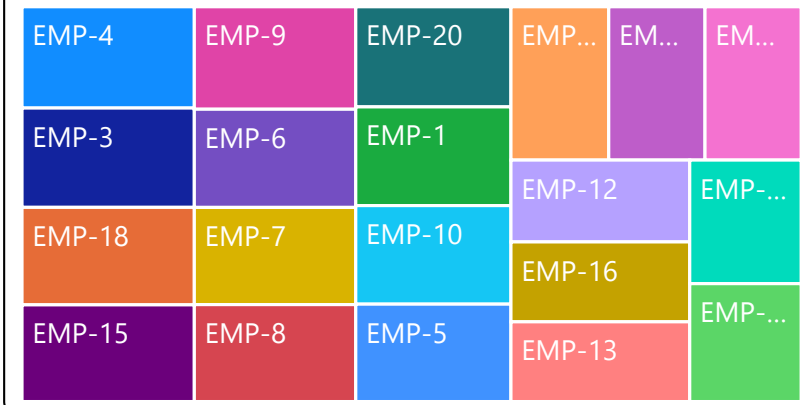 EMP-4
EMP-9
EMP-20
EMP...
EM...
EM...
EMP-3
EMP-6
EMP-1
EMP-12
EMP-...
EMP-18
EMP-7
EMP-10
EMP-16
EMP-...
EMP-15
EMP-8
EMP-5
EMP-13